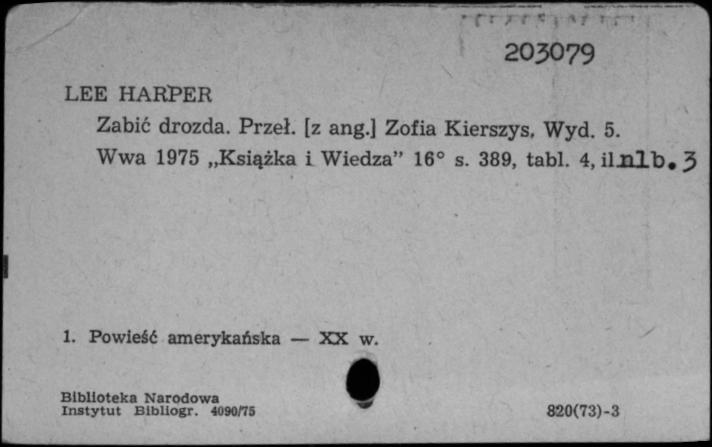 203079
LEE HARPER
Zabić drozda. Przeł. [z ang.] Zofia Kierszys. Wyd. 5.
Wwa 1975 „Książka i Wiedza” 16° s. 389, tabl. 4, il nlb. 3
1. Powieść amerykańska — XX w.
Biblioteka Narodowa
Instytut Bibliogr. 4090/75
820(73)-3